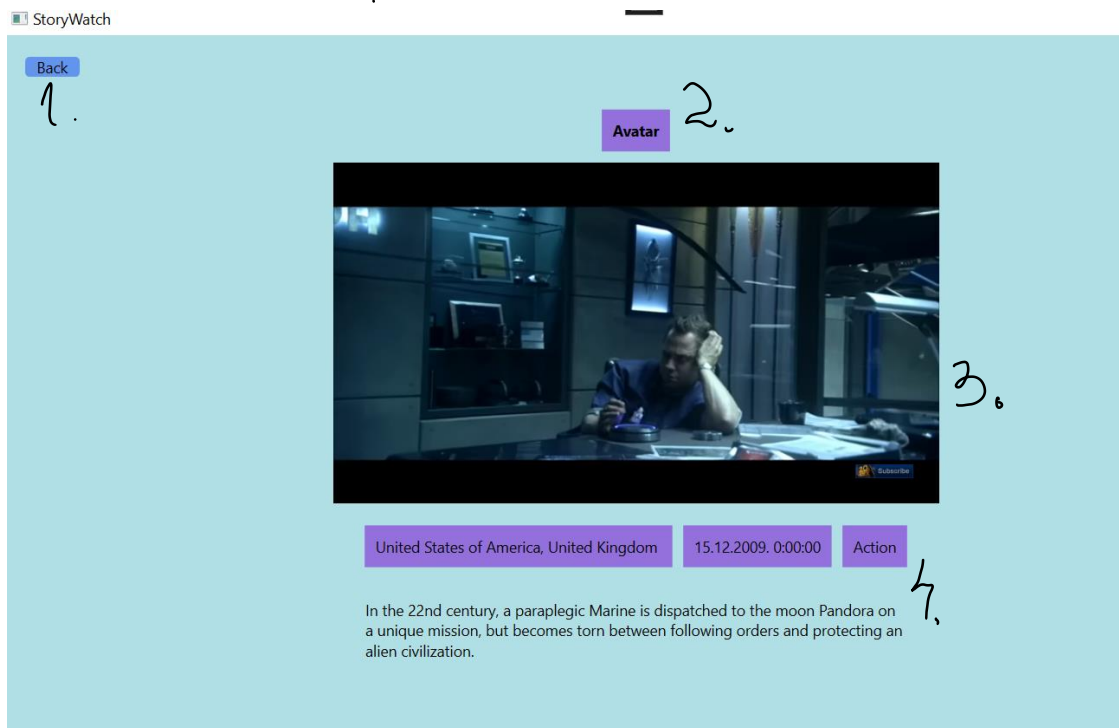 StoryWatch
Back
1.
Avatar
2.
3.
Subscribe
United States of America, United Kingdom 15.12.2009. 0:00:00 Action
4.
In the 22nd century, a paraplegic Marine is dispatched to the moon Pandora on
a unique mission, but becomes torn between following orders and protecting an
alien civilization.